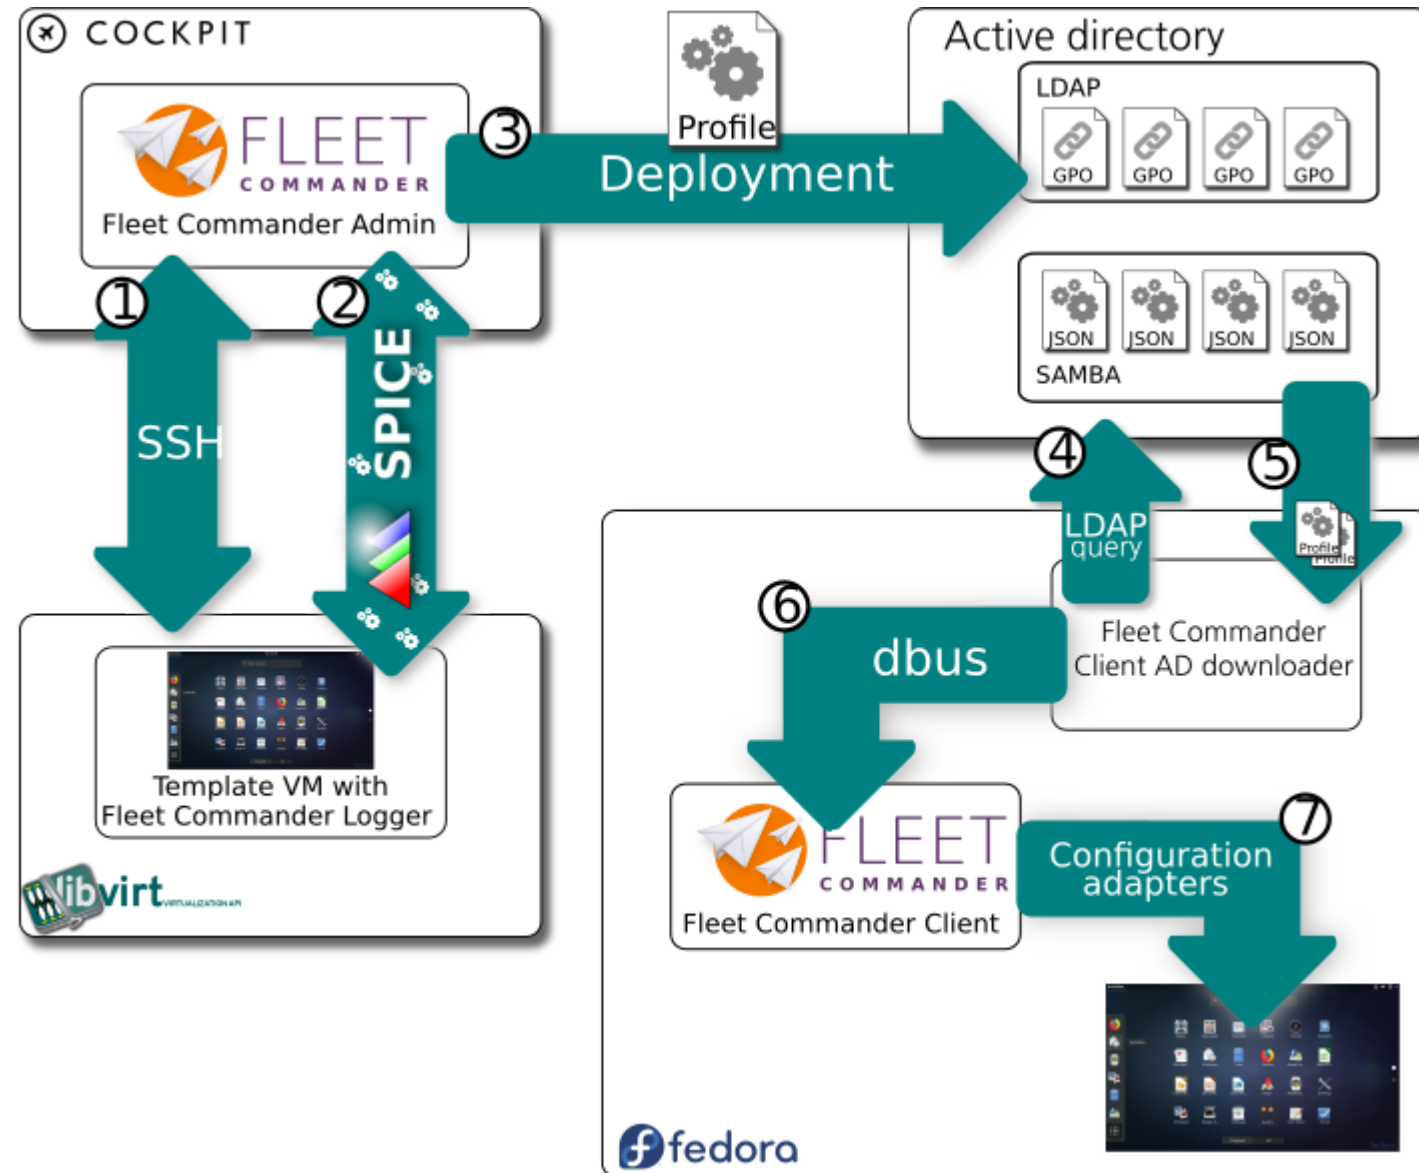 COCKPIT
FLEET
COMMANDER
Fleet Commander Admin
1
2
3
Profile
Deployment
Active directory
LDAP
GPO
GPO
GPO
GPO
JSON
JSON
JSON
JSON
SAMBA
SSH
SPICE
4
LDAP
query
5
Profile
Profile
Fleet Commander
Client AD downloader
6
dbus
Template VM with
Fleet Commander Logger
libvirt
VIRTUALIZATION API
FLEET
COMMANDER
Fleet Commander Client
7
Configuration
adapters
fedora